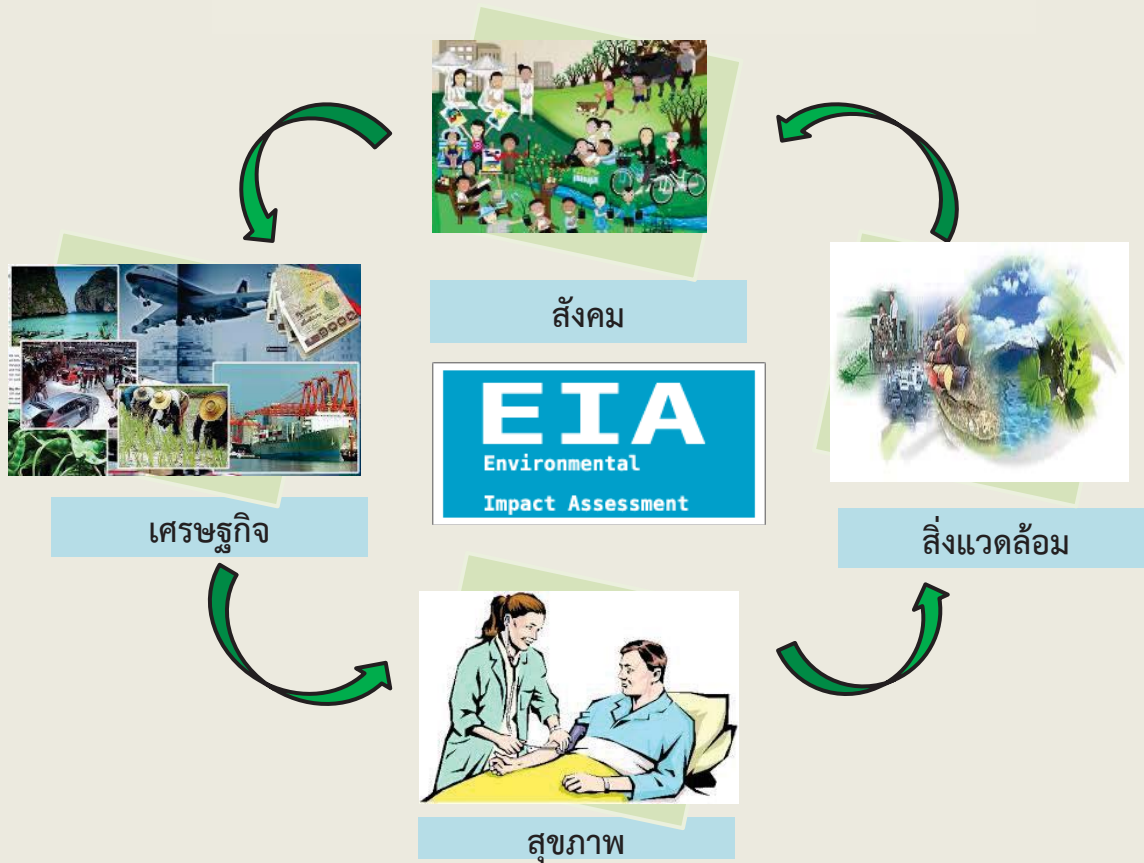 สังคม
EIA
Environmental
Impact Assessment
เศรษฐกิจ
สิ่งแวดล้อม
สุขภาพ